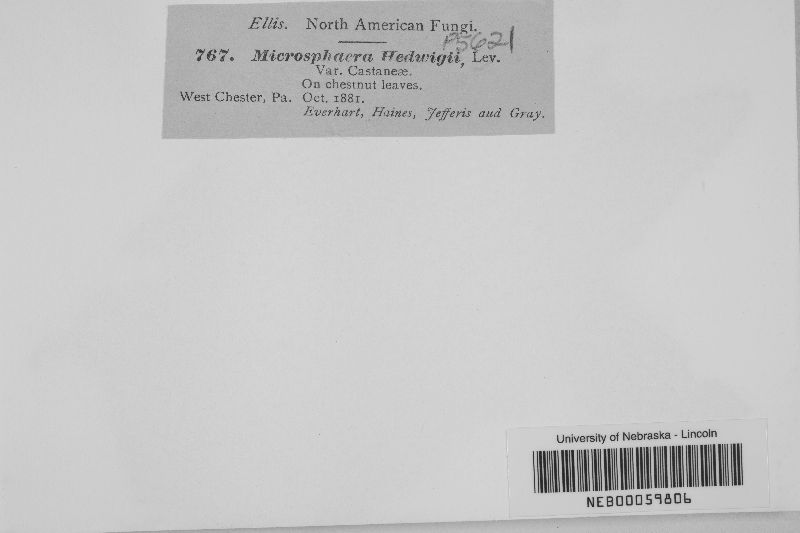 Ellis. North American Fungi.
P5621
767. Microsphaera Hedwigii, Lev.
Var. Castaneæ.
On chestnut leaves.
West Chester, Pa. Oct. 1881.
Everhart, Haines, Jefferis and Gray.
University of Nebraska - Lincoln
NEB00059806